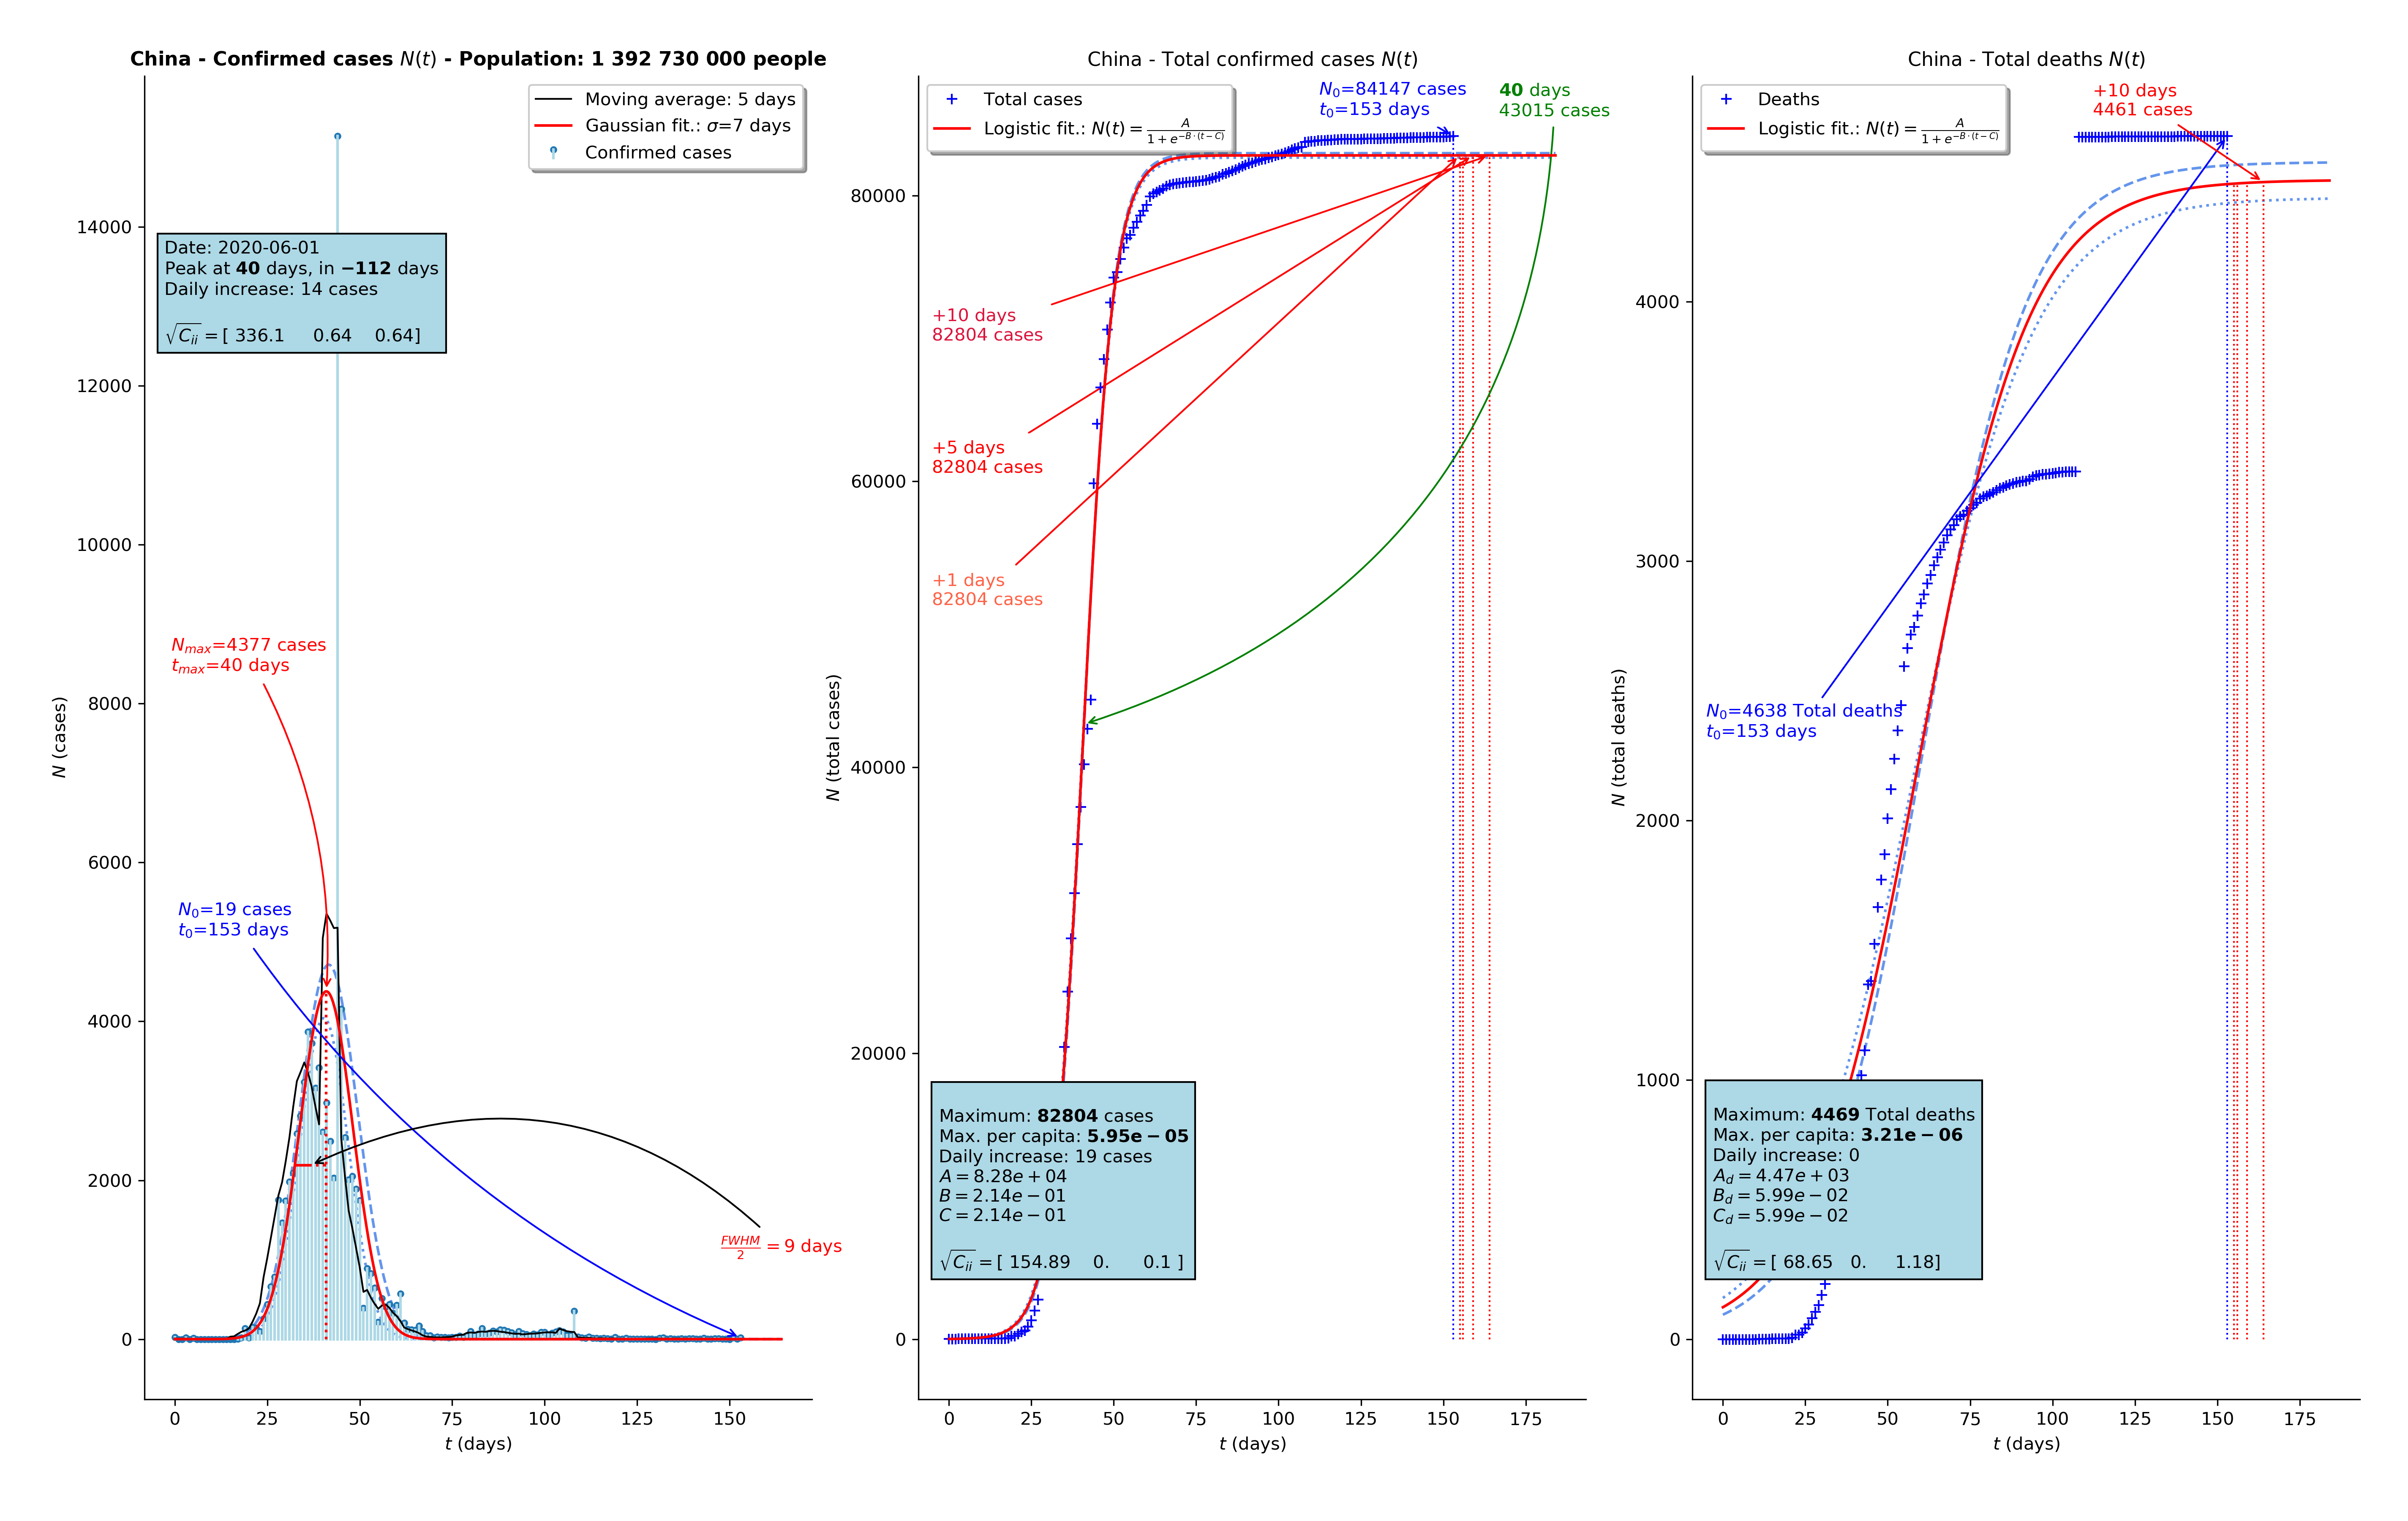 China - Confirmed cases N(t) - Population: 1 392 730 000 people
Moving average: 5 days
Gaussian fit.: σ=7 days
Confirmed cases
Date: 2020-06-01
Peak at 40 days, in −112 days
Daily increase: 14 cases
√C_ii = [ 336.1 0.64 0.64]
N_max=4377 cases
t_max=40 days
N_0=19 cases
t_0=153 days
FWHM/2 = 9 days
N (cases)
14000
12000
10000
8000
6000
4000
2000
0
0 25 50 75 100 125 150
t (days)
China - Total confirmed cases N(t)
Total cases
Logistic fit.: N(t) = A/(1 + e^{−B·(t−C)})
N_0=84147 cases
t_0=153 days
40 days
43015 cases
+10 days
82804 cases
+5 days
82804 cases
+1 days
82804 cases
Maximum: 82804 cases
Max. per capita: 5.95e − 05
Daily increase: 19 cases
A = 8.28e + 04
B = 2.14e − 01
C = 2.14e − 01
√C_ii = [ 154.89 0. 0.1 ]
N (total cases)
80000
60000
40000
20000
0
0 25 50 75 100 125 150 175
t (days)
China - Total deaths N(t)
Deaths
Logistic fit.: N(t) = A/(1 + e^{−B·(t−C)})
+10 days
4461 cases
N_0=4638 Total deaths
t_0=153 days
Maximum: 4469 Total deaths
Max. per capita: 3.21e − 06
Daily increase: 0
A_d = 4.47e + 03
B_d = 5.99e − 02
C_d = 5.99e − 02
√C_ii = [ 68.65 0. 1.18]
N (total deaths)
4000
3000
2000
1000
0
0 25 50 75 100 125 150 175
t (days)